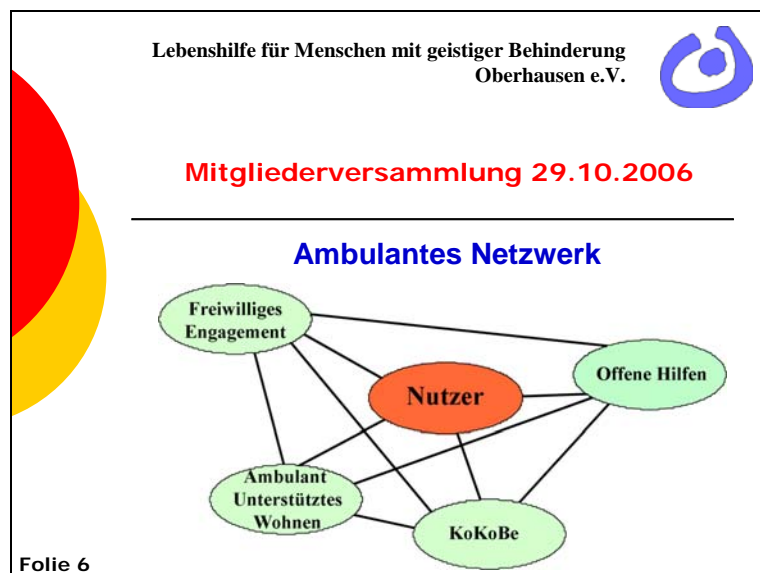 Lebenshilfe für Menschen mit geistiger Behinderung
Oberhausen e.V.
Mitgliederversammlung 29.10.2006
Ambulantes Netzwerk
Freiwilliges
Engagement
Offene Hilfen
Nutzer
Ambulant
Unterstütztes
Wohnen
KoKoBe
Folie 6